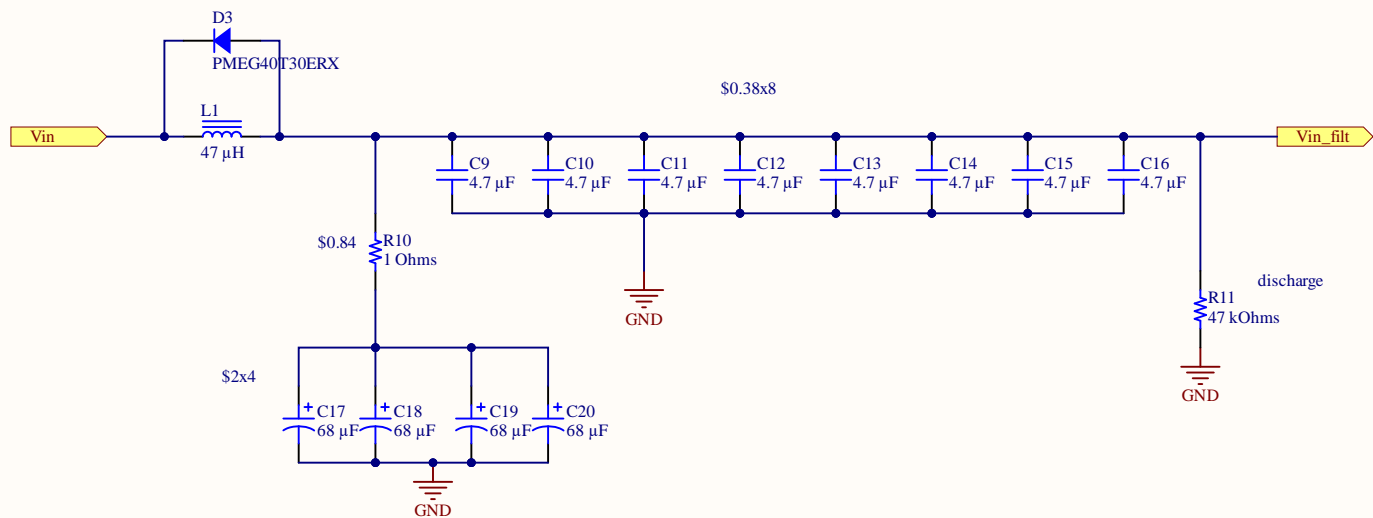 D3
PMEG40T30ERX
$0.38x8
L1
Vin
47 µH
Vin_filt
C9
4.7 µF
C10
4.7 µF
C11
4.7 µF
C12
4.7 µF
C13
4.7 µF
C14
4.7 µF
C15
4.7 µF
C16
4.7 µF
$0.84
R10
1 Ohms
GND
discharge
R11
47 kOhms
GND
$2x4
C17
68 µF
C18
68 µF
C19
68 µF
C20
68 µF
GND